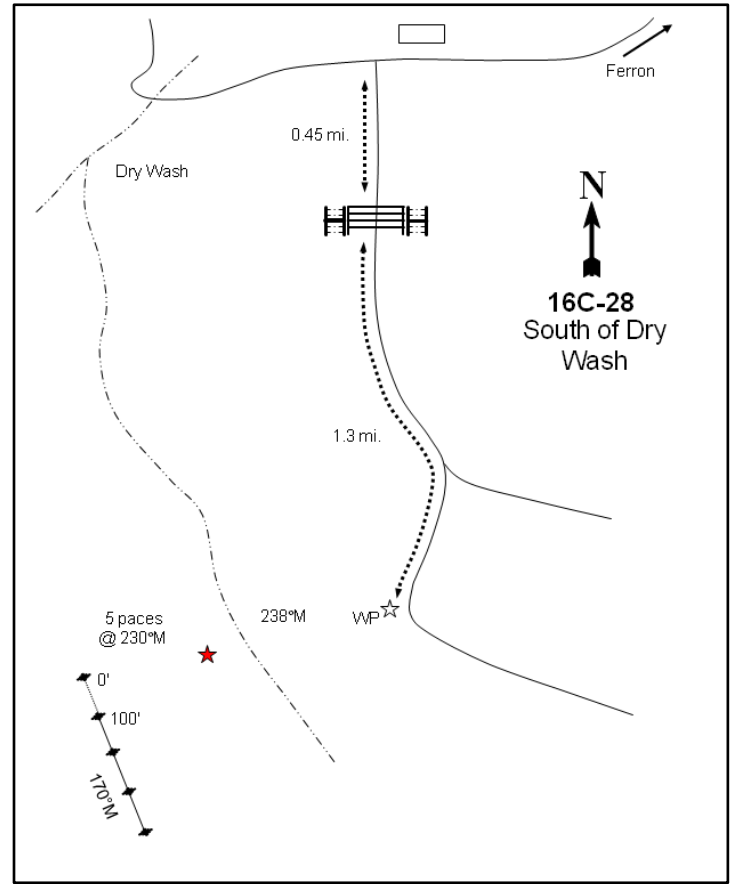 Ferron
0.45 mi.
Dry Wash
N
16C-28
South of Dry
Wash
1.3 mi.
5 paces
@ 230°M
238°M
WP
0'
100'
170°M